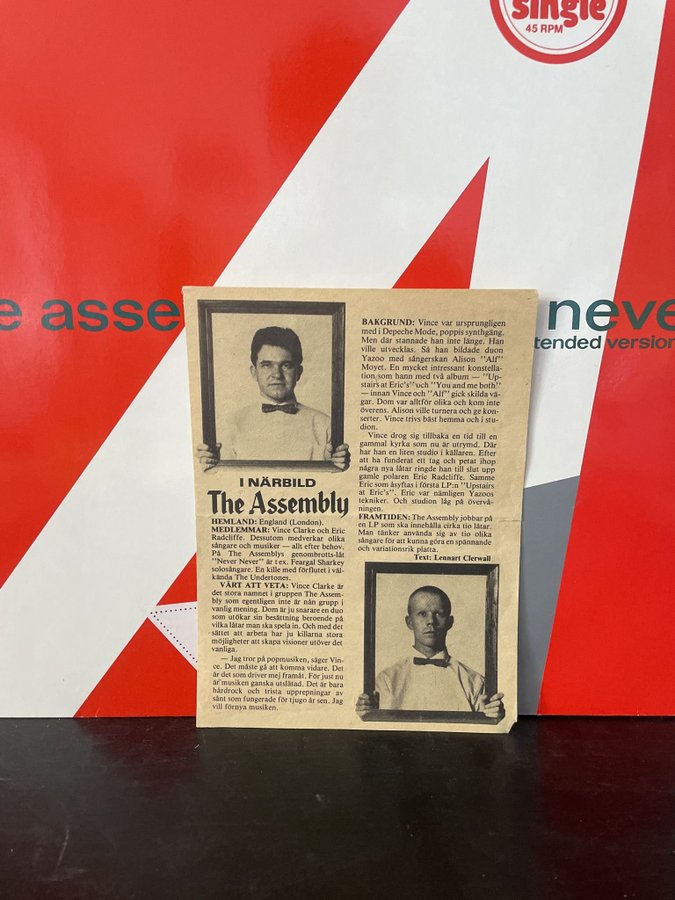 single
45 RPM
e asse
neve
tended version
I NÄRBILD
The Assembly
HEMLAND: England (London).
MEDLEMMAR: Vince Clarke och Eric
Radcliffe. Dessutom medverkar olika
sångare och musiker — allt efter behov.
På The Assemblys genombrotts-låt
"Never Never" är t ex. Feargal Sharkey
solosångare. En kille med förflutet i väl-
kända The Undertones.
VÄRT ATT VETA: Vince Clarke är
det stora namnet i gruppen The Assem-
bly som egentligen inte är nån grupp i
vanlig mening. Dom är ju snarare en duo
som utökar sin besättning beroende på
vilka låtar man ska spela in. Och med det
sättet att arbeta har ju killarna stora
möjligheter att skapa visioner utöver det
vanliga.
— Jag tror på popmusiken, säger Vin-
ce. Det måste gå att komma vidare. Det
är det som driver mej framåt. För just nu
är musiken ganska utslätad. Det är bara
hårdrock och trista upprepningar av
sånt som fungerade för tjugo år sen. Jag
vill förnya musiken.
BAKGRUND: Vince var ursprungligen
med i Depeche Mode, poppis synthgäng.
Men där stannade han inte länge. Han
ville utvecklas. Så han bildade duon
Yazoo med sångerskan Alison "Alf"
Moyet. En mycket intressant konstella-
tion som hann med två album — "Up-
stairs at Eric's" och "You and me both"
— innan Vince och "Alf" gick skilda vä-
gar. Dom var alltför olika och kom inte
överens. Alison ville turnera och ge kon-
serter. Vince trivs bäst hemma och i stu-
dion.
Vince drog sig tillbaka en tid till en
gammal kyrka som nu är utrymd. Där
har han en liten studio i källaren. Efter
att ha funderat ett tag och petat ihop
några nya låtar ringde han till slut upp
gamle polaren Eric Radcliffe. Samme
Eric som åsyftas i första LP:n "Upstairs
at Eric's". Eric var nämligen Yazoos
tekniker. Och studion låg på övervå-
ningen.
FRAMTIDEN: The Assembly jobbar på
en LP som ska innehålla cirka tio låtar.
Man tänker använda sig av tio olika
sångare för att kunna göra en spännande
och variationsrik platta.
Text: Lennart Clerwall